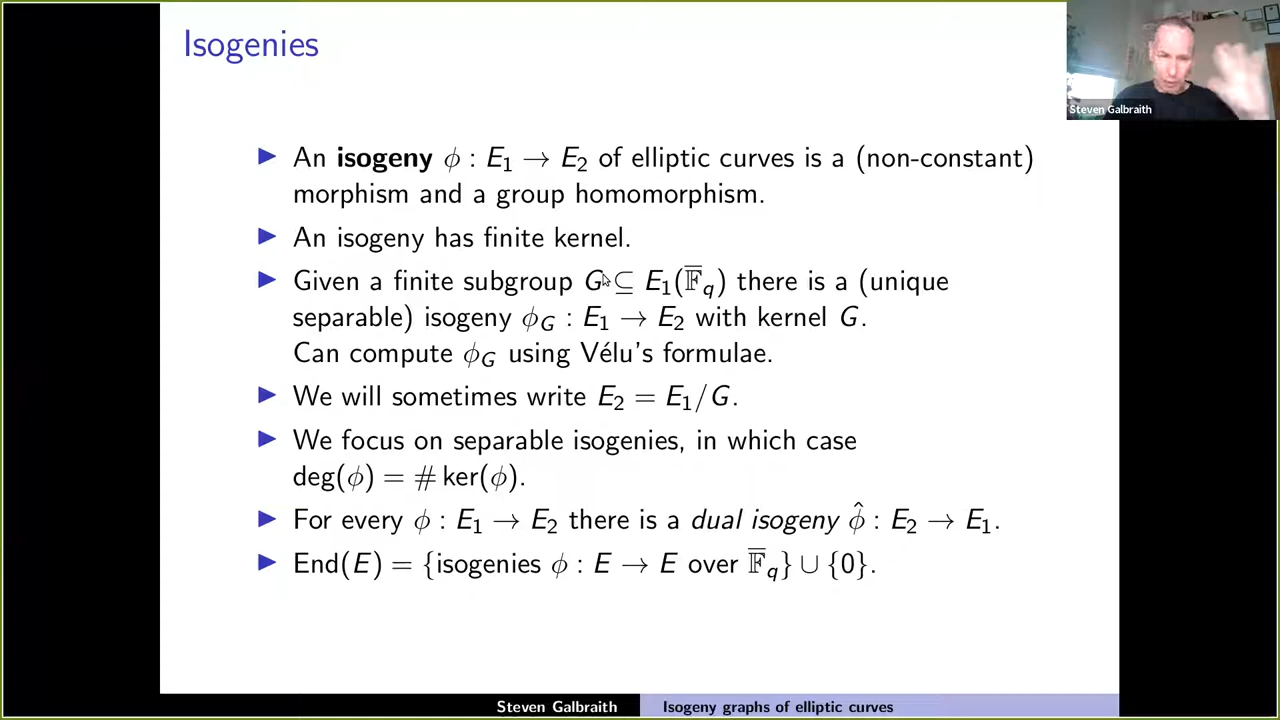 Isogenies
Steven Galbraith
▶ An isogeny ϕ : E₁ → E₂ of elliptic curves is a (non-constant)
morphism and a group homomorphism.
▶ An isogeny has finite kernel.
▶ Given a finite subgroup G ⊆ E₁(𝔽̅_q) there is a (unique
separable) isogeny ϕ_G : E₁ → E₂ with kernel G.
Can compute ϕ_G using Vélu's formulae.
▶ We will sometimes write E₂ = E₁/G.
▶ We focus on separable isogenies, in which case
deg(ϕ) = # ker(ϕ).
▶ For every ϕ : E₁ → E₂ there is a dual isogeny ϕ̂ : E₂ → E₁.
▶ End(E) = {isogenies ϕ : E → E over 𝔽̅_q} ∪ {0}.
Steven Galbraith Isogeny graphs of elliptic curves